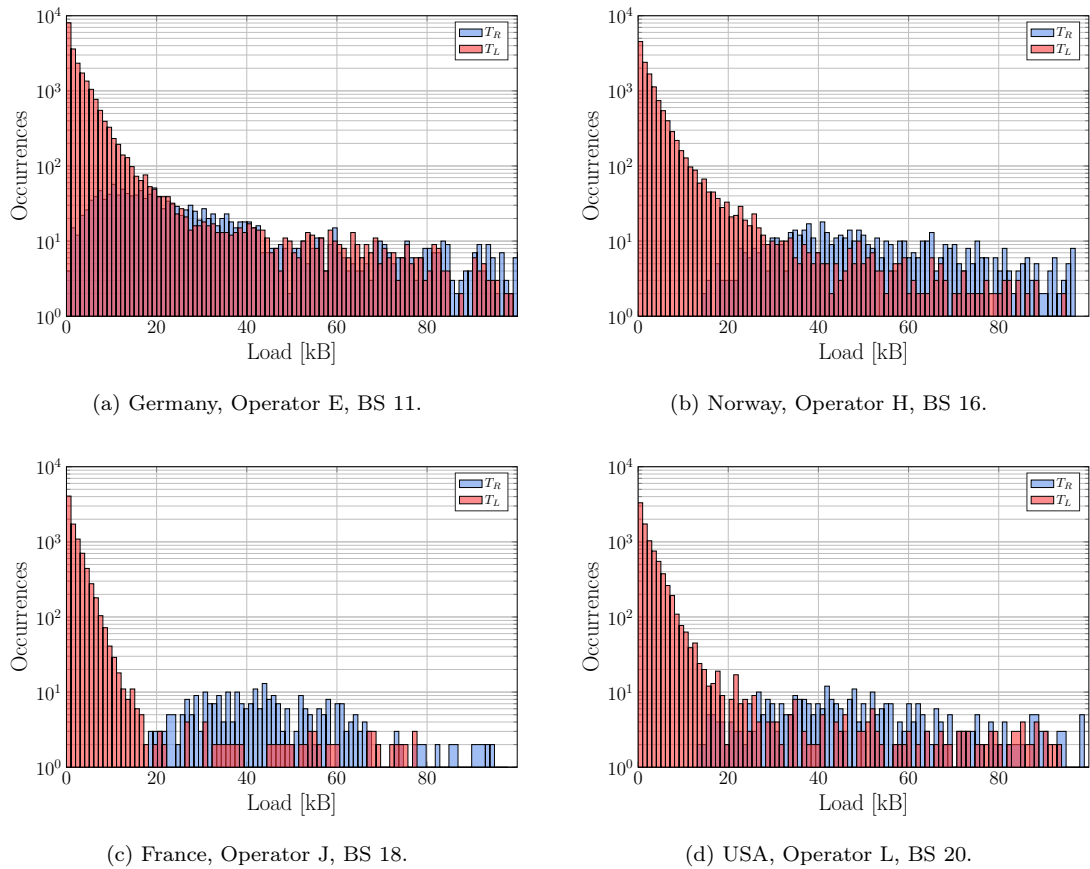 10^4
10^3
10^2
10^1
10^0
Occurrences
T_R
T_L
0 20 40 60 80
Load [kB]
(a) Germany, Operator E, BS 11.
10^4
10^3
10^2
10^1
10^0
Occurrences
T_R
T_L
0 20 40 60 80
Load [kB]
(b) Norway, Operator H, BS 16.
10^4
10^3
10^2
10^1
10^0
Occurrences
T_R
T_L
0 20 40 60 80
Load [kB]
(c) France, Operator J, BS 18.
10^4
10^3
10^2
10^1
10^0
Occurrences
T_R
T_L
0 20 40 60 80
Load [kB]
(d) USA, Operator L, BS 20.